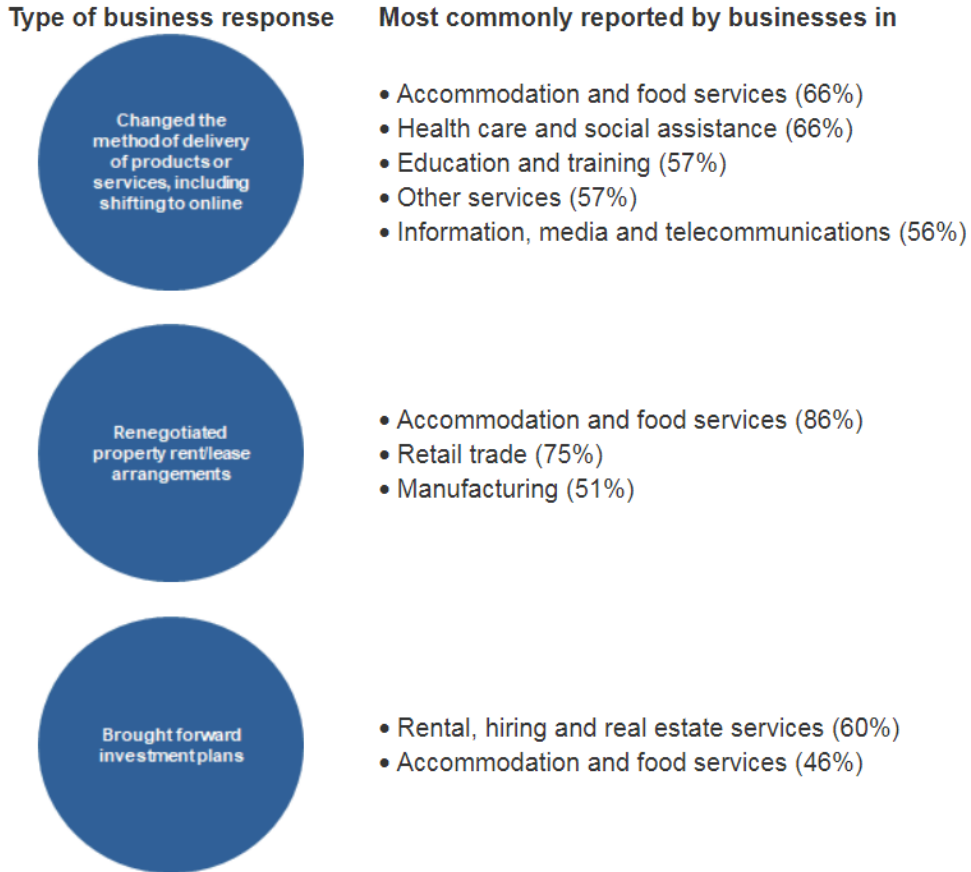 Type of business response
Most commonly reported by businesses in
Changed the
method of delivery
of products or
services, including
shifting to online
• Accommodation and food services (66%)
• Health care and social assistance (66%)
• Education and training (57%)
• Other services (57%)
• Information, media and telecommunications (56%)
Renegotiated
property rent/lease
arrangements
• Accommodation and food services (86%)
• Retail trade (75%)
• Manufacturing (51%)
Brought forward
investment plans
• Rental, hiring and real estate services (60%)
• Accommodation and food services (46%)